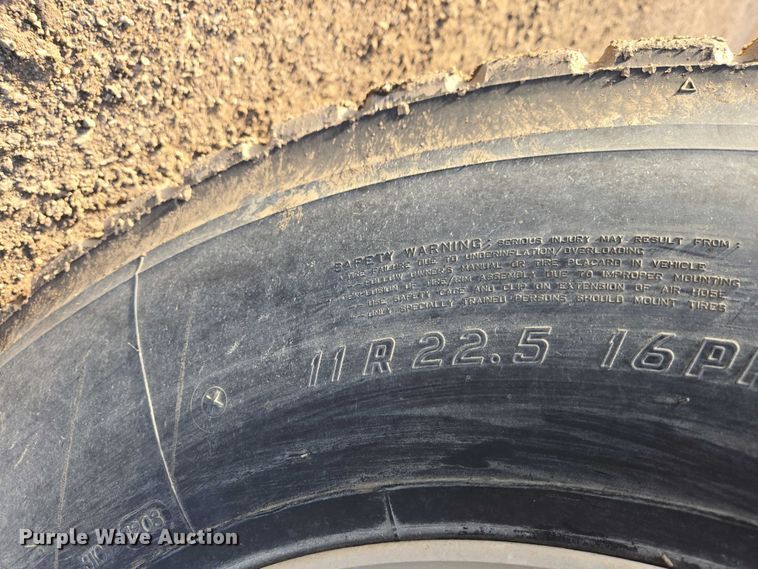 SAFETY WARNING; SERIOUS INJURY MAY RESULT FROM;
TIRE FAILURE DUE TO UNDERINFLATION/OVERLOADING
FOLLOW OWNER'S MANUAL OR TIRE PLACARD IN VEHICLE
EXPLOSION OF TIRE/RIM ASSEMBLY DUE TO IMPROPER MOUNTING
USE SAFETY CAGE AND CLIP ON EXTENSION OF AIR HOSE
ONLY SPECIALLY TRAINED PERSONS SHOULD MOUNT TIRES
11R22.5 16PR
Purple Wave Auction